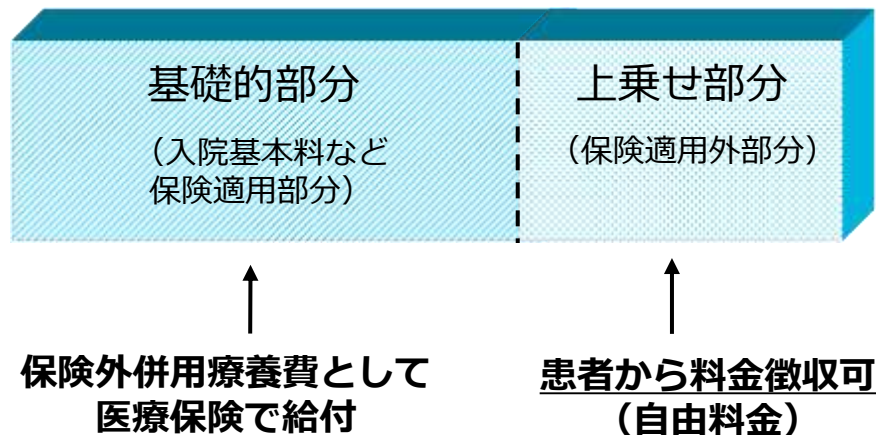 基礎的部分
（入院基本料など
保険適用部分）
上乗せ部分
（保険適用外部分）
保険外併用療養費として
医療保険で給付
患者から料金徴収可
（自由料金）